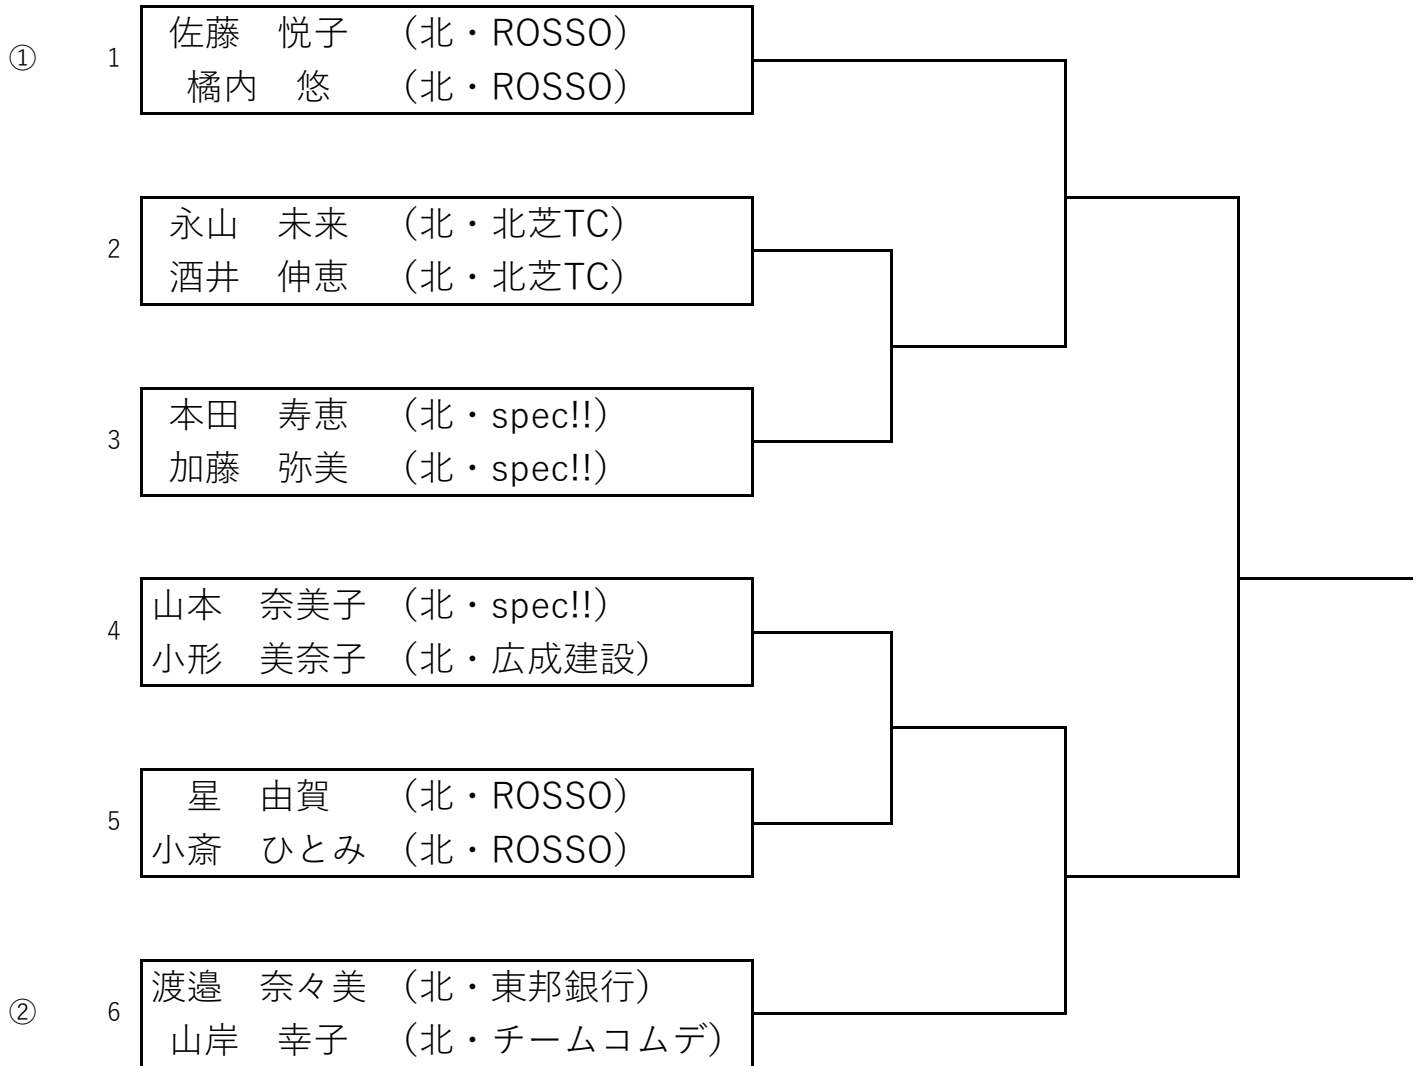 佐藤　悦子　（北・ROSSO）
① 1
橘内　悠　（北・ROSSO）
永山　未来　（北・北芝TC）
2
酒井　伸恵　（北・北芝TC）
本田　寿恵　（北・spec!!）
3
加藤　弥美　（北・spec!!）
山本　奈美子　（北・spec!!）
4
小形　美奈子　（北・広成建設）
星　由賀　（北・ROSSO）
5
小斎　ひとみ　（北・ROSSO）
渡邉　奈々美　（北・東邦銀行）
② 6
山岸　幸子　（北・チームコムデ）